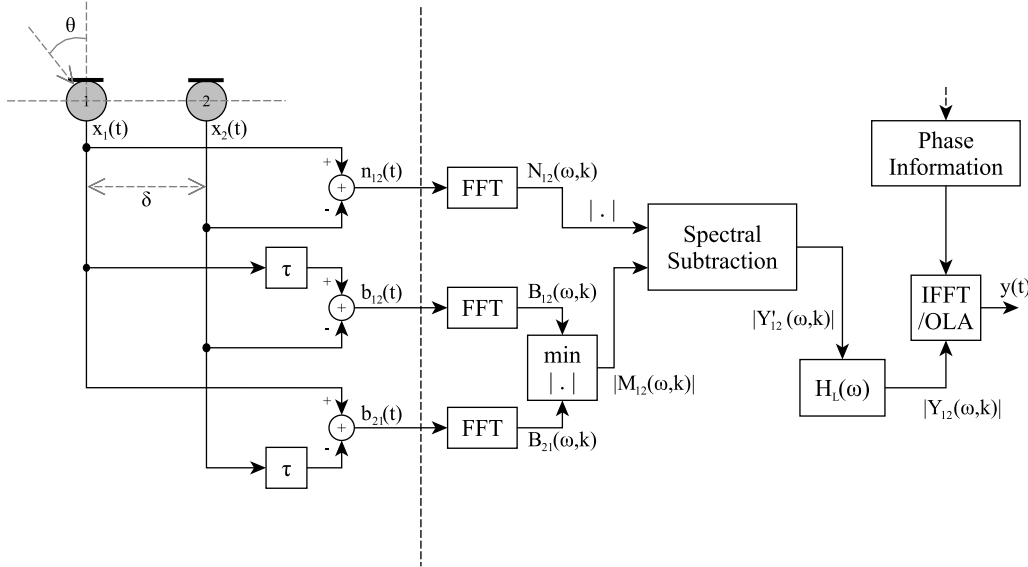 θ
1
2
x₁(t)
x₂(t)
δ
+
-
+
n₁₂(t)
FFT
N₁₂(ω,k)
| . |
τ
+
-
+
b₁₂(t)
FFT
B₁₂(ω,k)
min
| . |
|M₁₂(ω,k)|
τ
+
-
+
b₂₁(t)
FFT
B₂₁(ω,k)
Spectral
Subtraction
|Y'₁₂(ω,k)|
H_L(ω)
|Y₁₂(ω,k)|
Phase
Information
IFFT
/OLA
y(t)